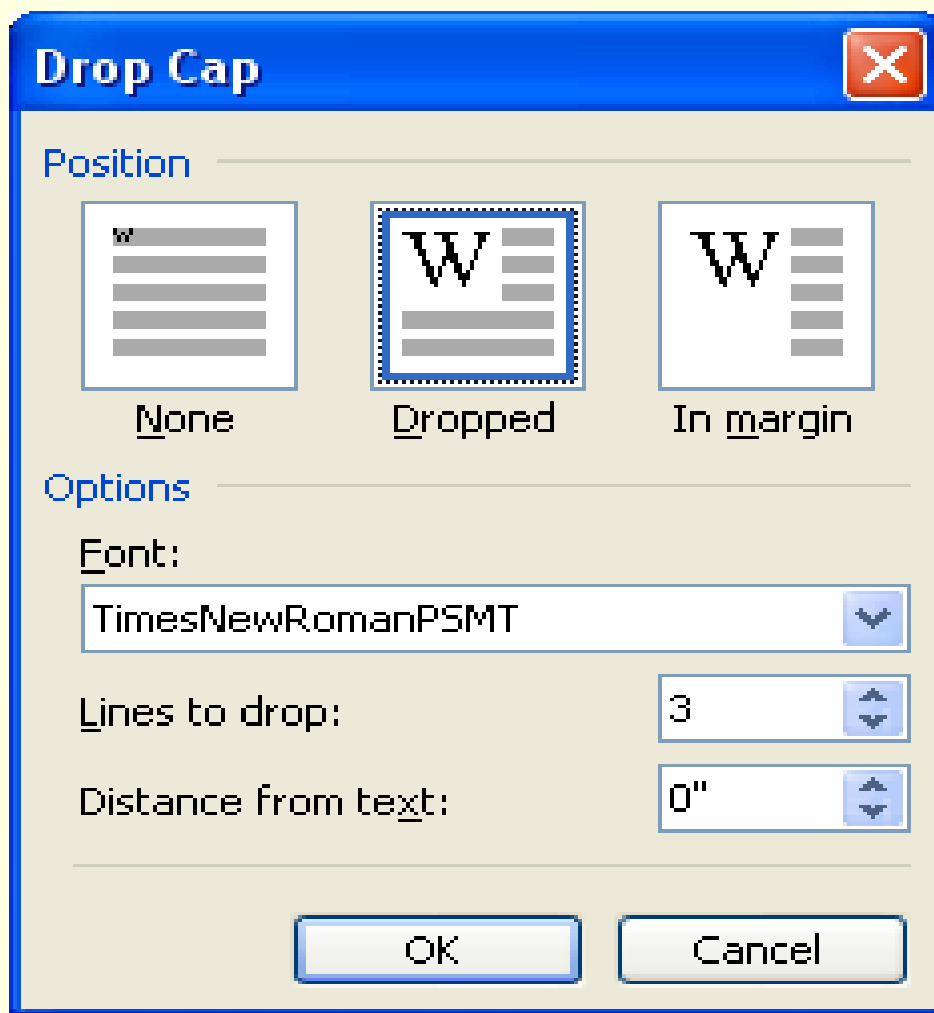 Drop Cap
Position
W
W
W
None
Dropped
In margin
Options
Font:
TimesNewRomanPSMT
Lines to drop:
3
Distance from text:
0"
OK
Cancel